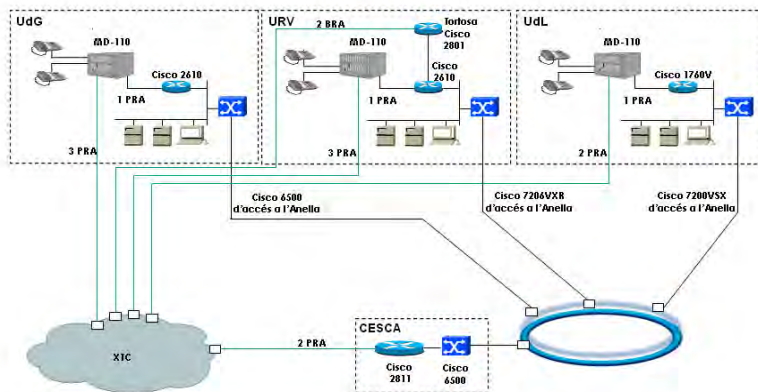 UdG
URV
UdL
2 BRA
Tortosa
Cisco
2801
MD-110
MD-110
MD-110
Cisco 2610
Cisco
2610
Cisco 1760V
1 PRA
1 PRA
1 PRA
3 PRA
3 PRA
2 PRA
Cisco 6500
d'accés a l'Anella
Cisco 7206VXR
d'accés a l'Anella
Cisco 7200VSX
d'accés a l'Anella
XTC
2 PRA
CESCA
Cisco
2811
Cisco
6500